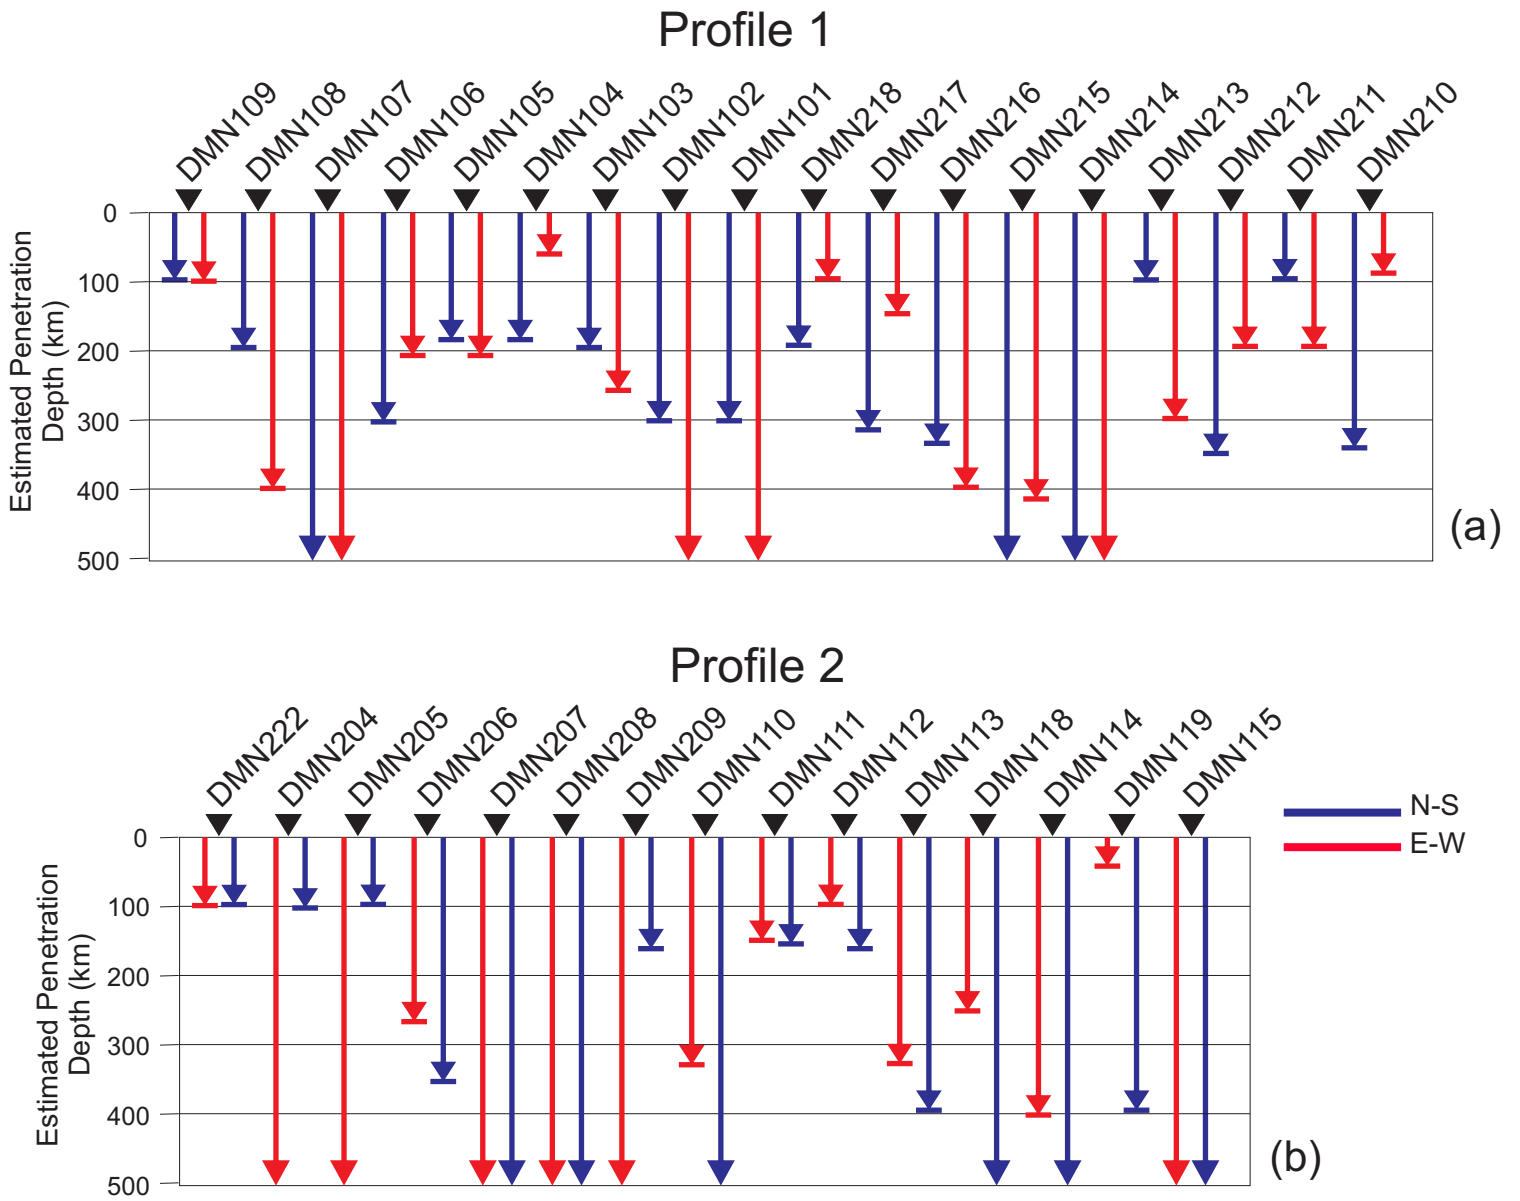 Profile 1
DMN109
DMN108
DMN107
DMN106
DMN105
DMN104
DMN103
DMN102
DMN101
DMN218
DMN217
DMN216
DMN215
DMN214
DMN213
DMN212
DMN211
DMN210
Estimated Penetration
Depth (km)
0
100
200
300
400
500
(a)
Profile 2
DMN222
DMN204
DMN205
DMN206
DMN207
DMN208
DMN209
DMN110
DMN111
DMN112
DMN113
DMN118
DMN114
DMN119
DMN115
Estimated Penetration
Depth (km)
0
100
200
300
400
500
N-S
E-W
(b)